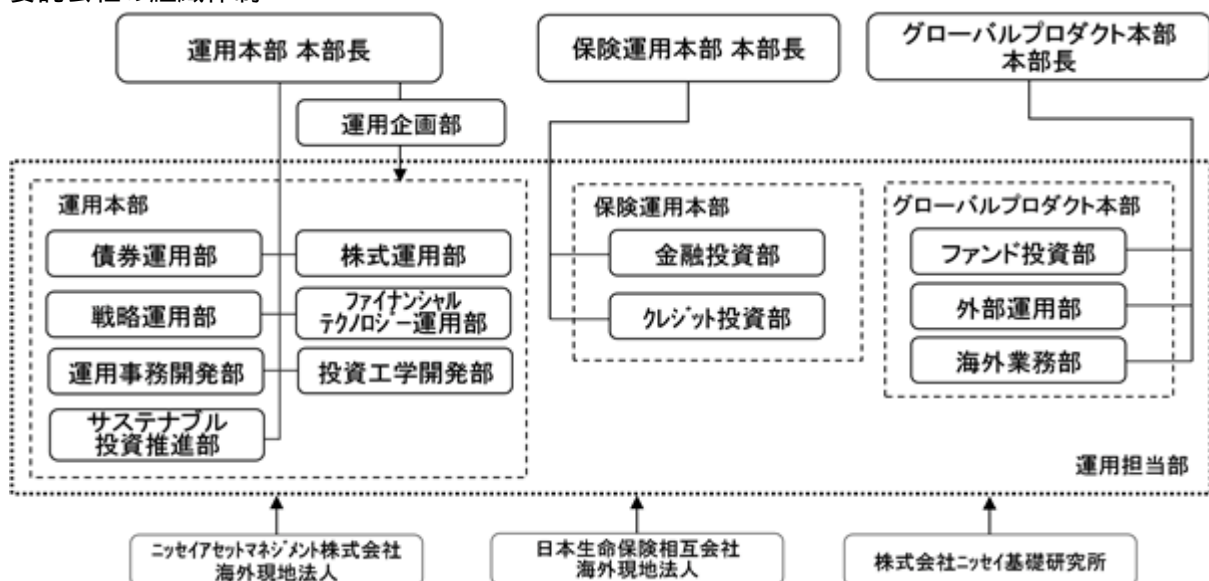 運用本部 本部長
保険運用本部 本部長
グローバルプロダクト本部
本部長
運用企画部
運用本部
債券運用部
株式運用部
戦略運用部
ファイナンシャル
テクノロジー運用部
運用事務開発部
投資工学開発部
サステナブル
投資推進部
保険運用本部
金融投資部
クレジット投資部
グローバルプロダクト本部
ファンド投資部
外部運用部
海外業務部
運用担当部
ニッセイアセットマネジメント株式会社
海外現地法人
日本生命保険相互会社
海外現地法人
株式会社ニッセイ基礎研究所